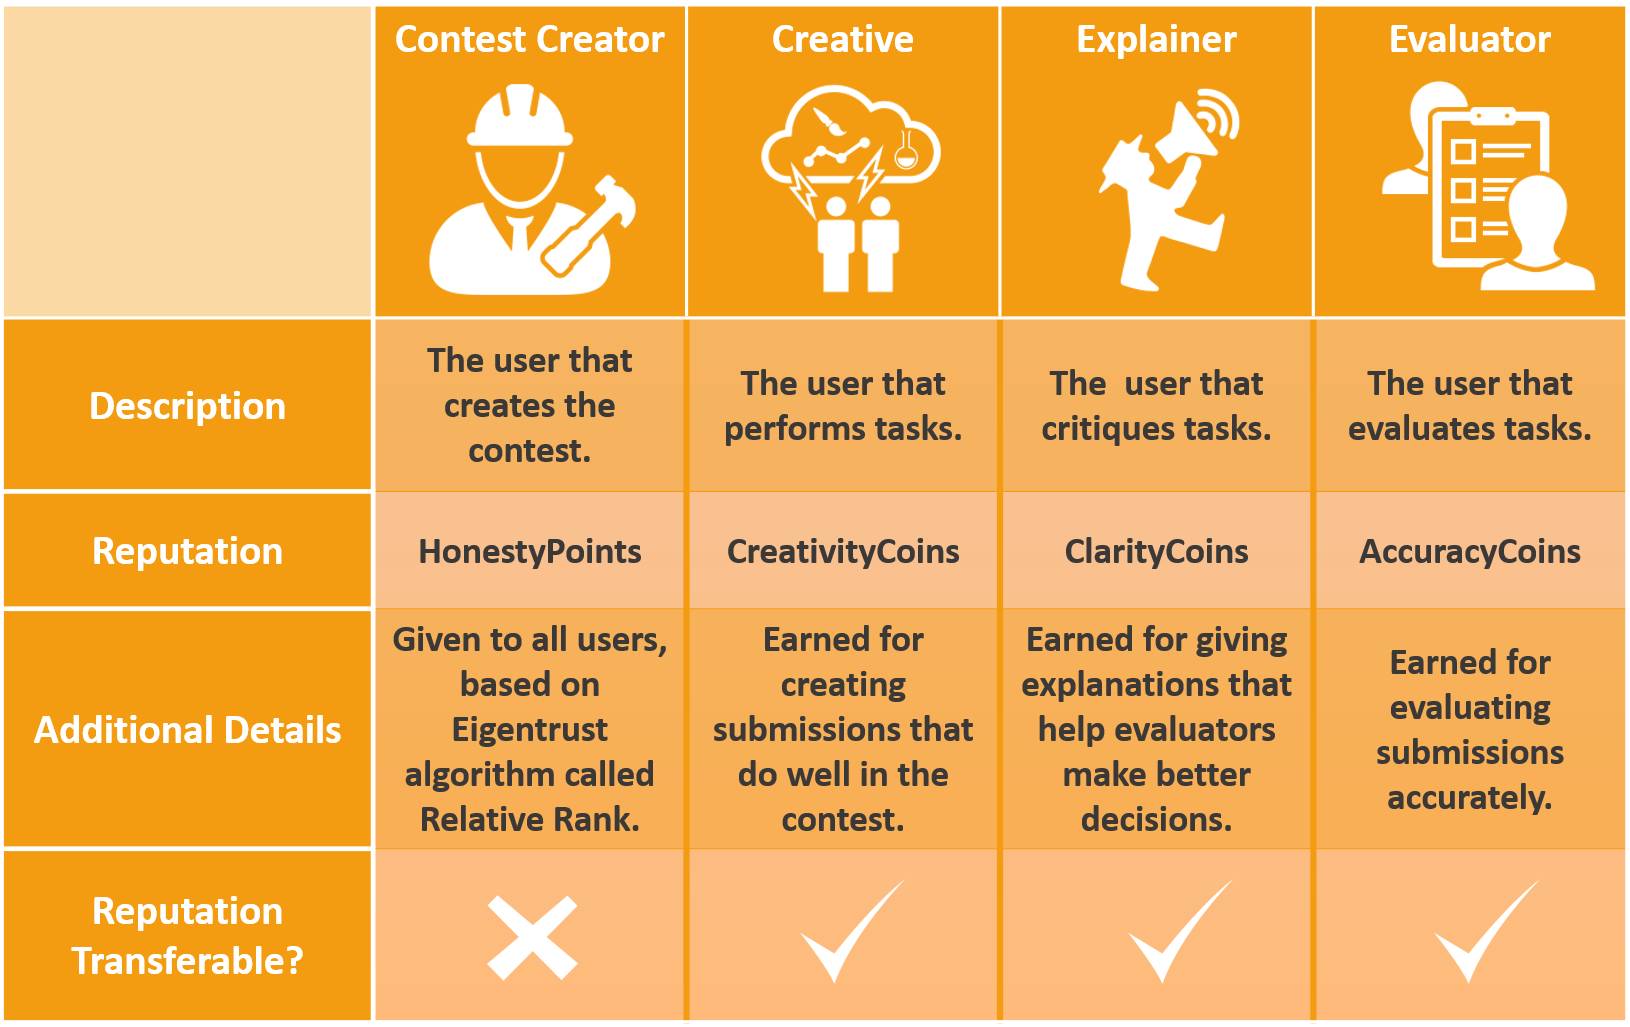 Contest Creator
Creative
Explainer
Evaluator
Description
The user that
creates the
contest.
The user that
performs tasks.
The  user that
critiques tasks.
The user that
evaluates tasks.
Reputation
HonestyPoints
CreativityCoins
ClarityCoins
AccuracyCoins
Additional Details
Given to all users,
based on
Eigentrust
algorithm called
Relative Rank.
Earned for
creating
submissions that
do well in the
contest.
Earned for giving
explanations that
help evaluators
make better
decisions.
Earned for
evaluating
submissions
accurately.
Reputation
Transferable?